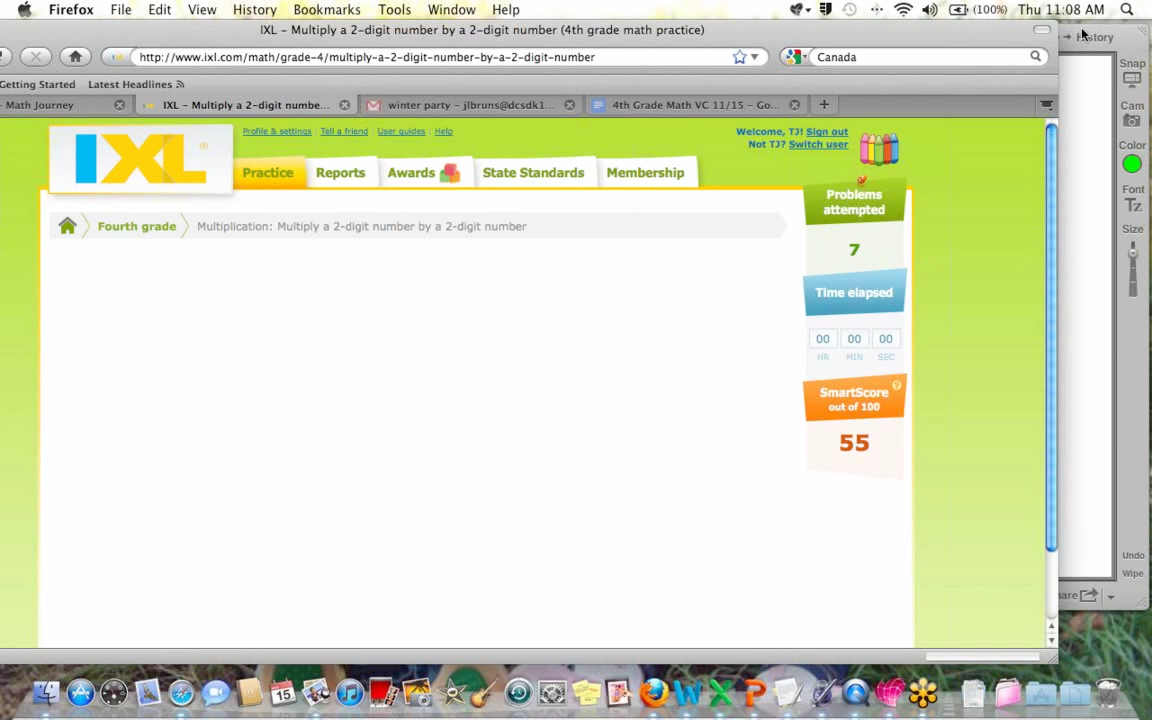 Firefox File Edit View History Bookmarks Tools Window Help (100%) Thu 11:08 AM
IXL - Multiply a 2-digit number by a 2-digit number (4th grade math practice)
→ History
http://www.ixl.com/math/grade-4/multiply-a-2-digit-number-by-a-2-digit-number Canada
Getting Started Latest Headlines
- Math Journey IXL - Multiply a 2-digit numbe... winter party - jlbruns@dcsdk1... 4th Grade Math VC 11/15 - Go...
Snap
Cam
Color
Font
Tz
Size
Undo
Wipe
hare
IXL®
Profile & settings Tell a friend User guides Help
Welcome, TJ! Sign out
Not TJ? Switch user
Practice Reports Awards State Standards Membership
Fourth grade Multiplication: Multiply a 2-digit number by a 2-digit number
Problems
attempted
7
Time elapsed
00 00 00
HR MIN SEC
SmartScore ?
out of 100
55
15
W X P